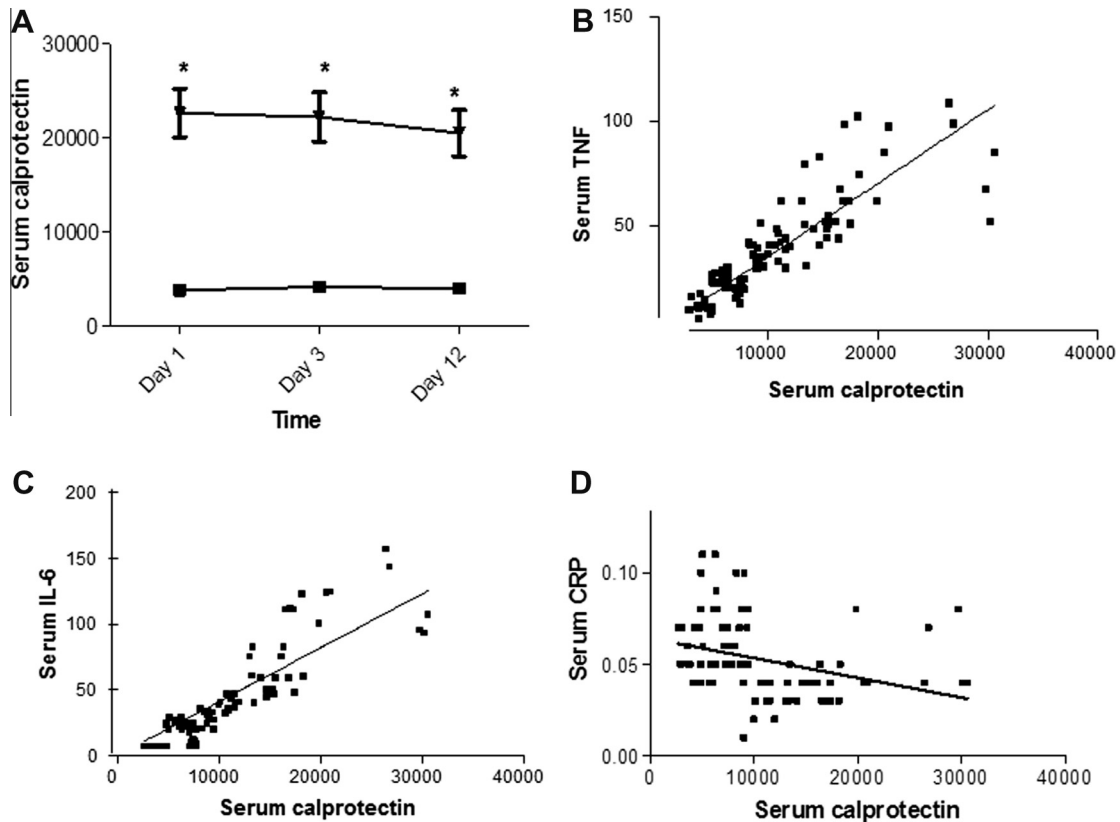 A
Serum calprotectin
30000
20000
10000
0
*
*
*
Day 1
Day 3
Day 12
Time
B
Serum TNF
150
100
50
10000
20000
30000
40000
Serum calprotectin
C
Serum IL-6
200
150
100
50
0
0
10000
20000
30000
40000
Serum calprotectin
D
Serum CRP
0.10
0.05
0.00
0
10000
20000
30000
40000
Serum calprotectin